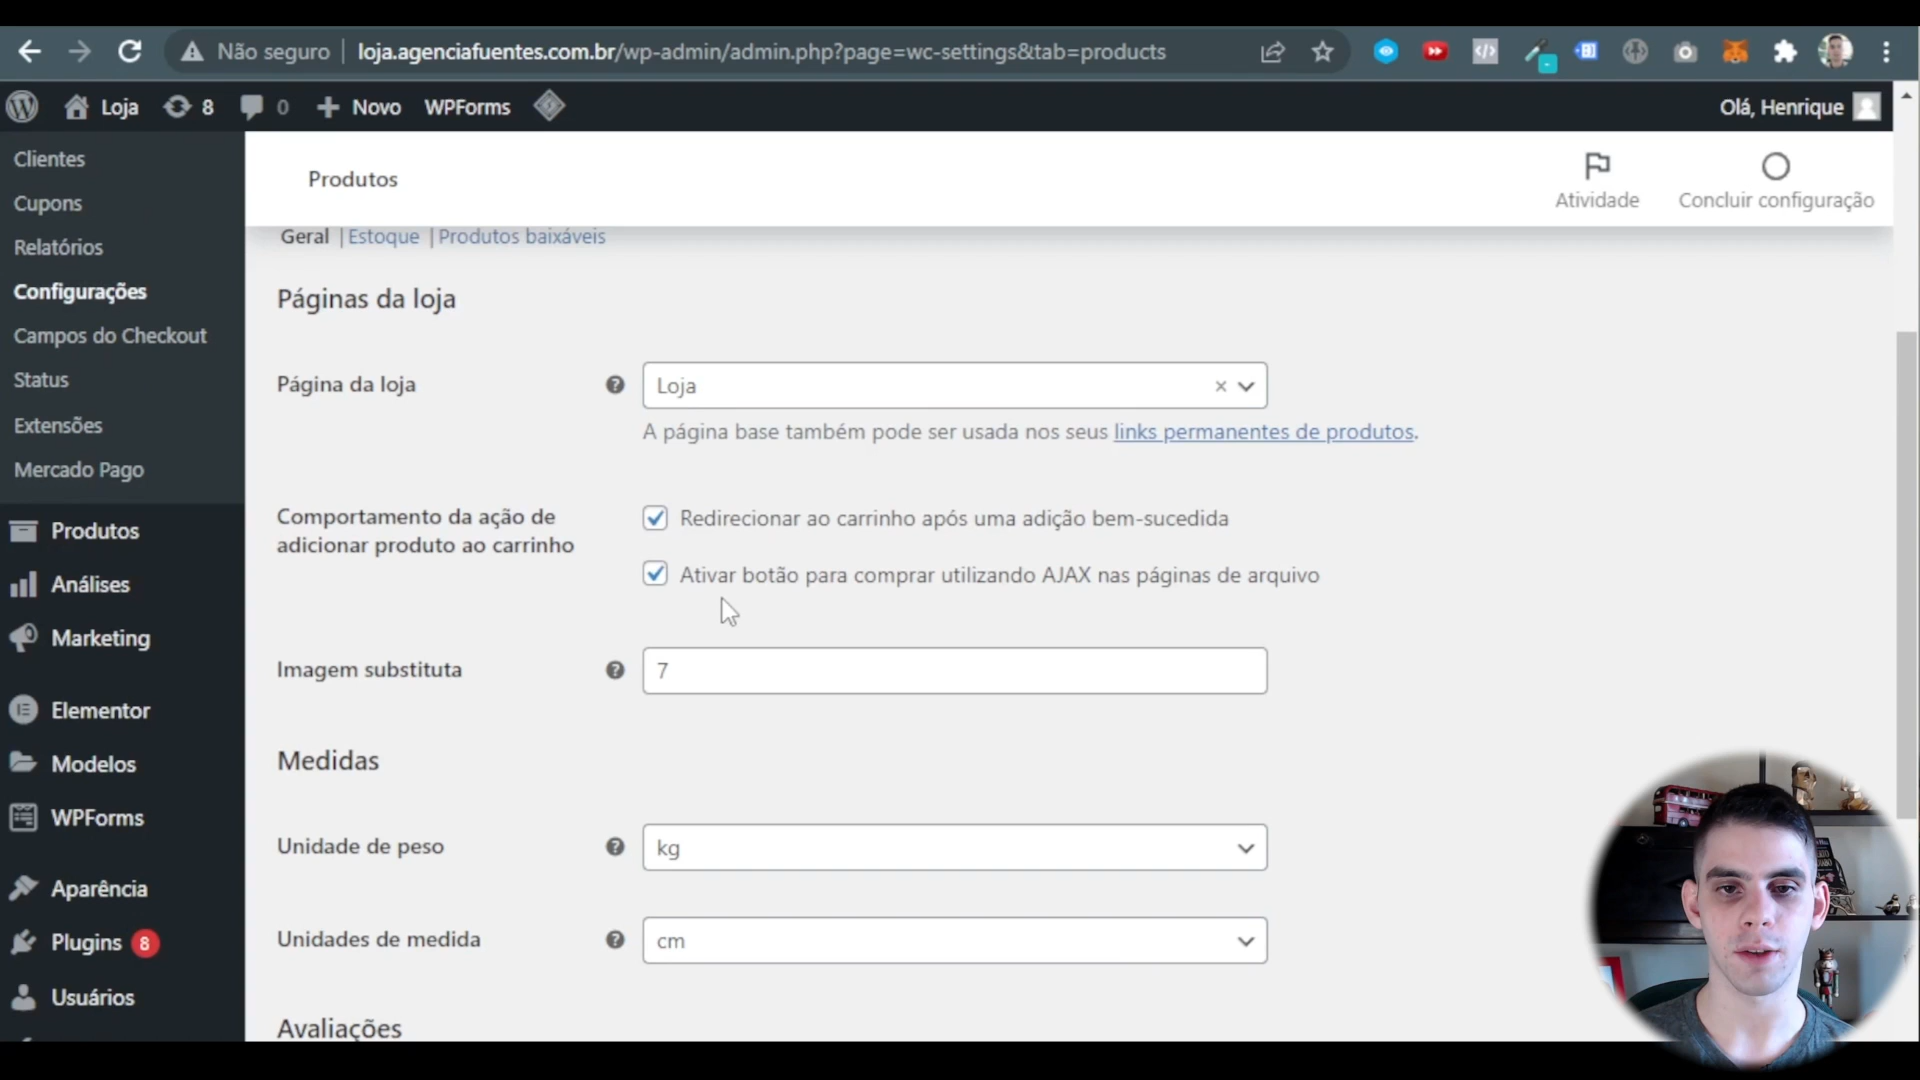 Não seguro
loja.agenciafuentes.com.br/wp-admin/admin.php?page=wc-settings&tab=products
Loja
8
0
Novo
WPForms
Olá, Henrique
Clientes
Cupons
Relatórios
Configurações
Campos do Checkout
Status
Extensões
Mercado Pago
Produtos
Análises
Marketing
Elementor
Modelos
WPForms
Aparência
Plugins 8
Usuários
Produtos
Atividade
Concluir configuração
Geral | Estoque | Produtos baixáveis
Páginas da loja
Página da loja
Loja
A página base também pode ser usada nos seus links permanentes de produtos.
Comportamento da ação de
adicionar produto ao carrinho
Redirecionar ao carrinho após uma adição bem-sucedida
Ativar botão para comprar utilizando AJAX nas páginas de arquivo
Imagem substituta
7
Medidas
Unidade de peso
kg
Unidades de medida
cm
Avaliações